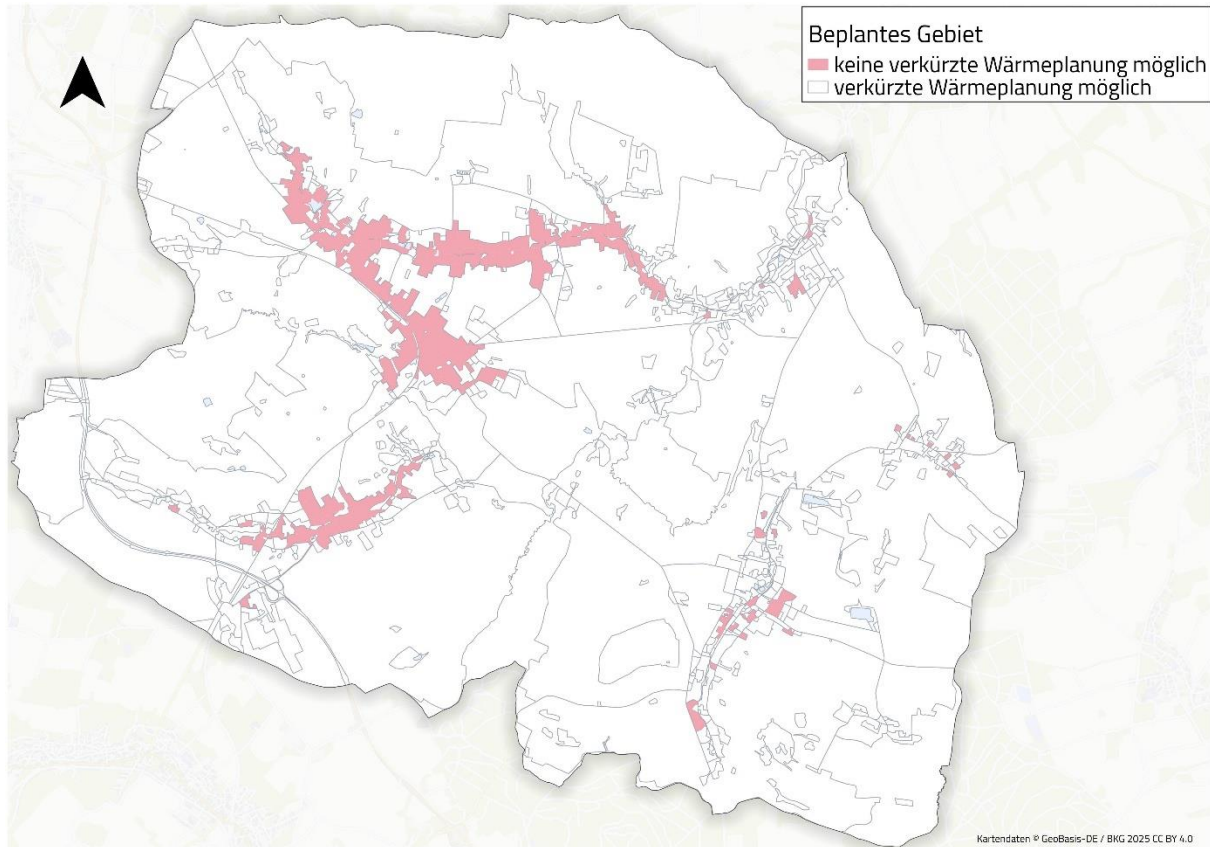 Beplantes Gebiet
keine verkürzte Wärmeplanung möglich
verkürzte Wärmeplanung möglich
Kartendaten © GeoBasis-DE / BKG 2025 CC BY 4.0